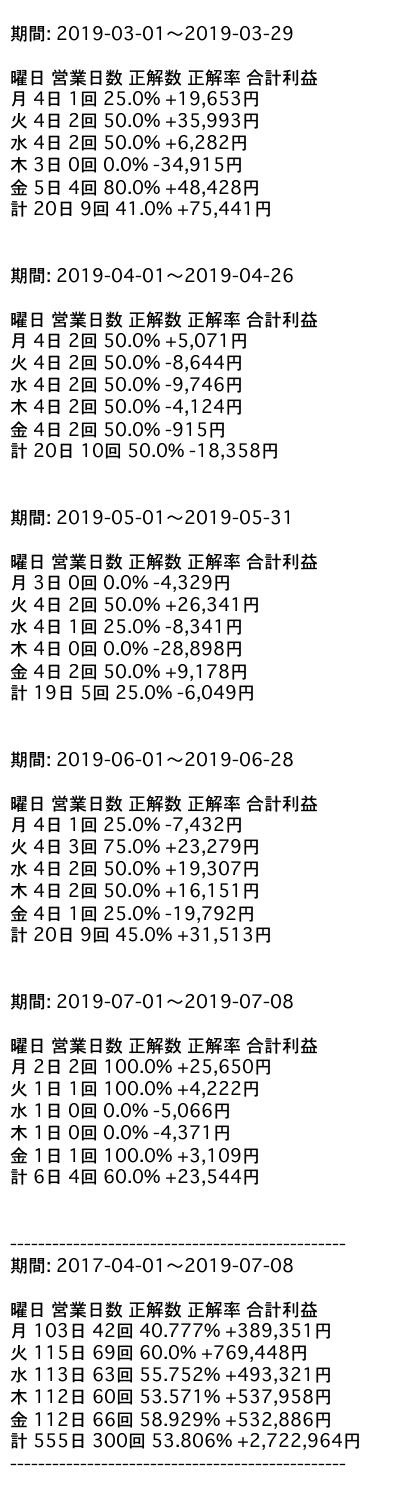 期間: 2019-03-01〜2019-03-29
曜日 営業日数 正解数 正解率 合計利益
月 4日 1回 25.0% +19,653円
火 4日 2回 50.0% +35,993円
水 4日 2回 50.0% +6,282円
木 3日 0回 0.0% -34,915円
金 5日 4回 80.0% +48,428円
計 20日 9回 41.0% +75,441円
期間: 2019-04-01〜2019-04-26
曜日 営業日数 正解数 正解率 合計利益
月 4日 2回 50.0% +5,071円
火 4日 2回 50.0% -8,644円
水 4日 2回 50.0% -9,746円
木 4日 2回 50.0% -4,124円
金 4日 2回 50.0% -915円
計 20日 10回 50.0% -18,358円
期間: 2019-05-01〜2019-05-31
曜日 営業日数 正解数 正解率 合計利益
月 3日 0回 0.0% -4,329円
火 4日 2回 50.0% +26,341円
水 4日 1回 25.0% -8,341円
木 4日 0回 0.0% -28,898円
金 4日 2回 50.0% +9,178円
計 19日 5回 25.0% -6,049円
期間: 2019-06-01〜2019-06-28
曜日 営業日数 正解数 正解率 合計利益
月 4日 1回 25.0% -7,432円
火 4日 3回 75.0% +23,279円
水 4日 2回 50.0% +19,307円
木 4日 2回 50.0% +16,151円
金 4日 1回 25.0% -19,792円
計 20日 9回 45.0% +31,513円
期間: 2019-07-01〜2019-07-08
曜日 営業日数 正解数 正解率 合計利益
月 2日 2回 100.0% +25,650円
火 1日 1回 100.0% +4,222円
水 1日 0回 0.0% -5,066円
木 1日 0回 0.0% -4,371円
金 1日 1回 100.0% +3,109円
計 6日 4回 60.0% +23,544円
------------------------------------------------
期間: 2017-04-01〜2019-07-08
曜日 営業日数 正解数 正解率 合計利益
月 103日 42回 40.777% +389,351円
火 115日 69回 60.0% +769,448円
水 113日 63回 55.752% +493,321円
木 112日 60回 53.571% +537,958円
金 112日 66回 58.929% +532,886円
計 555日 300回 53.806% +2,722,964円
------------------------------------------------